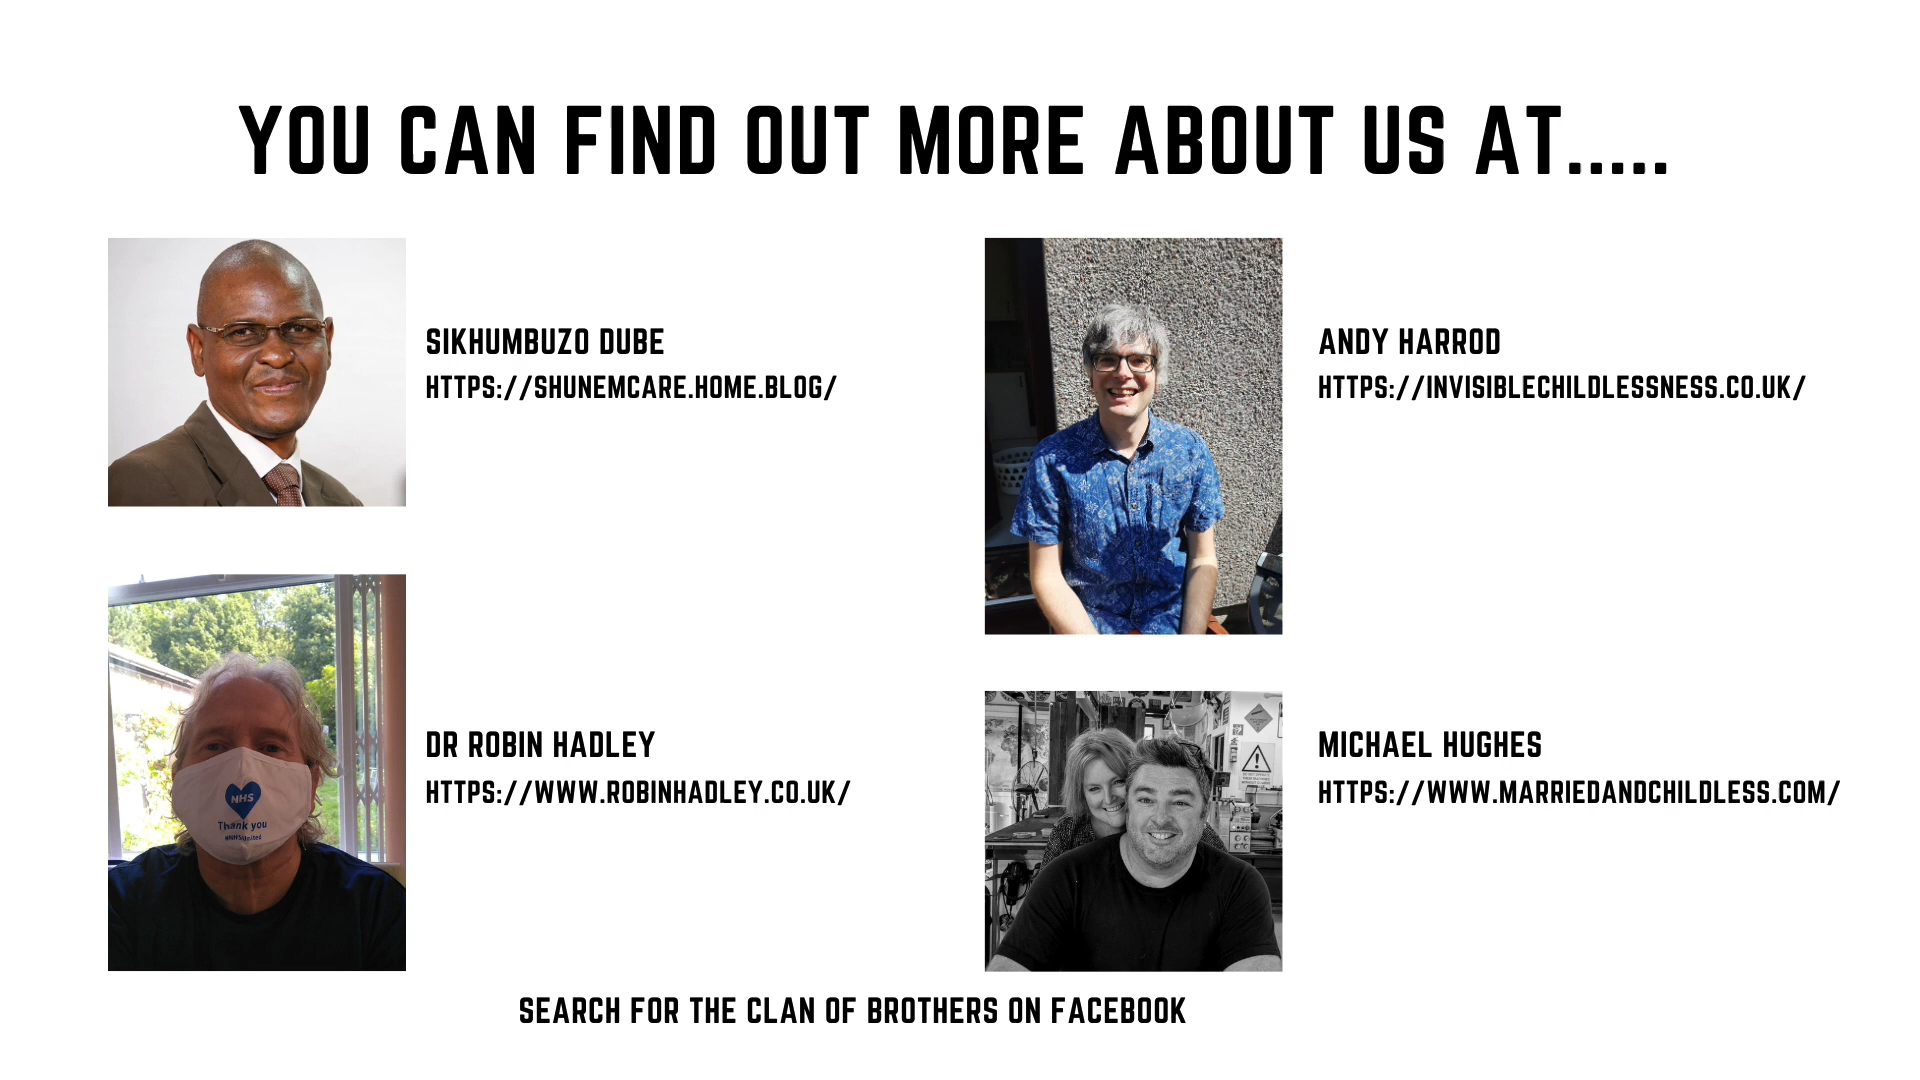 YOU CAN FIND OUT MORE ABOUT US AT.....
SIKHUMBUZO DUBE
HTTPS://SHUNEMCARE.HOME.BLOG/
ANDY HARROD
HTTPS://INVISIBLECHILDLESSNESS.CO.UK/
DR ROBIN HADLEY
HTTPS://WWW.ROBINHADLEY.CO.UK/
NHS
Thank you
#NHSUnited
MICHAEL HUGHES
HTTPS://WWW.MARRIEDANDCHILDLESS.COM/
SEARCH FOR THE CLAN OF BROTHERS ON FACEBOOK